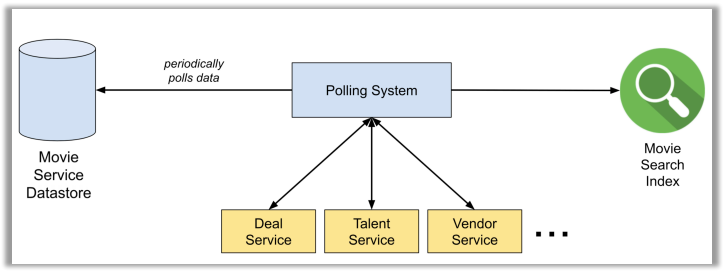 periodically
polls data
Polling System
Movie
Service
Datastore
Movie
Search
Index
Deal
Service
Talent
Service
Vendor
Service
...